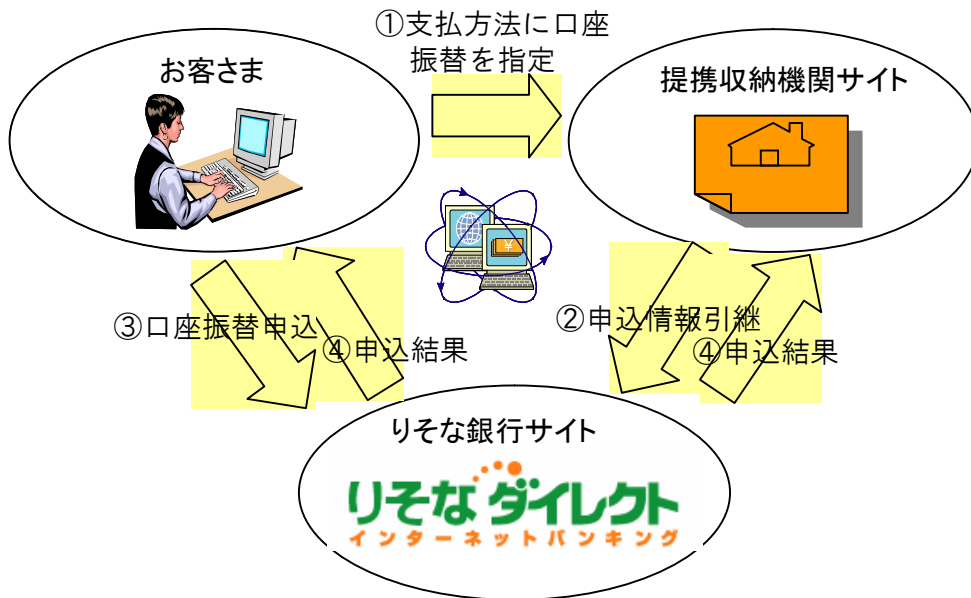 ①支払方法に口座
振替を指定
お客さま
提携収納機関サイト
¥
③口座振替申込
④申込結果
②申込情報引継
④申込結果
りそな銀行サイト
りそなダイレクト
インターネットバンキング